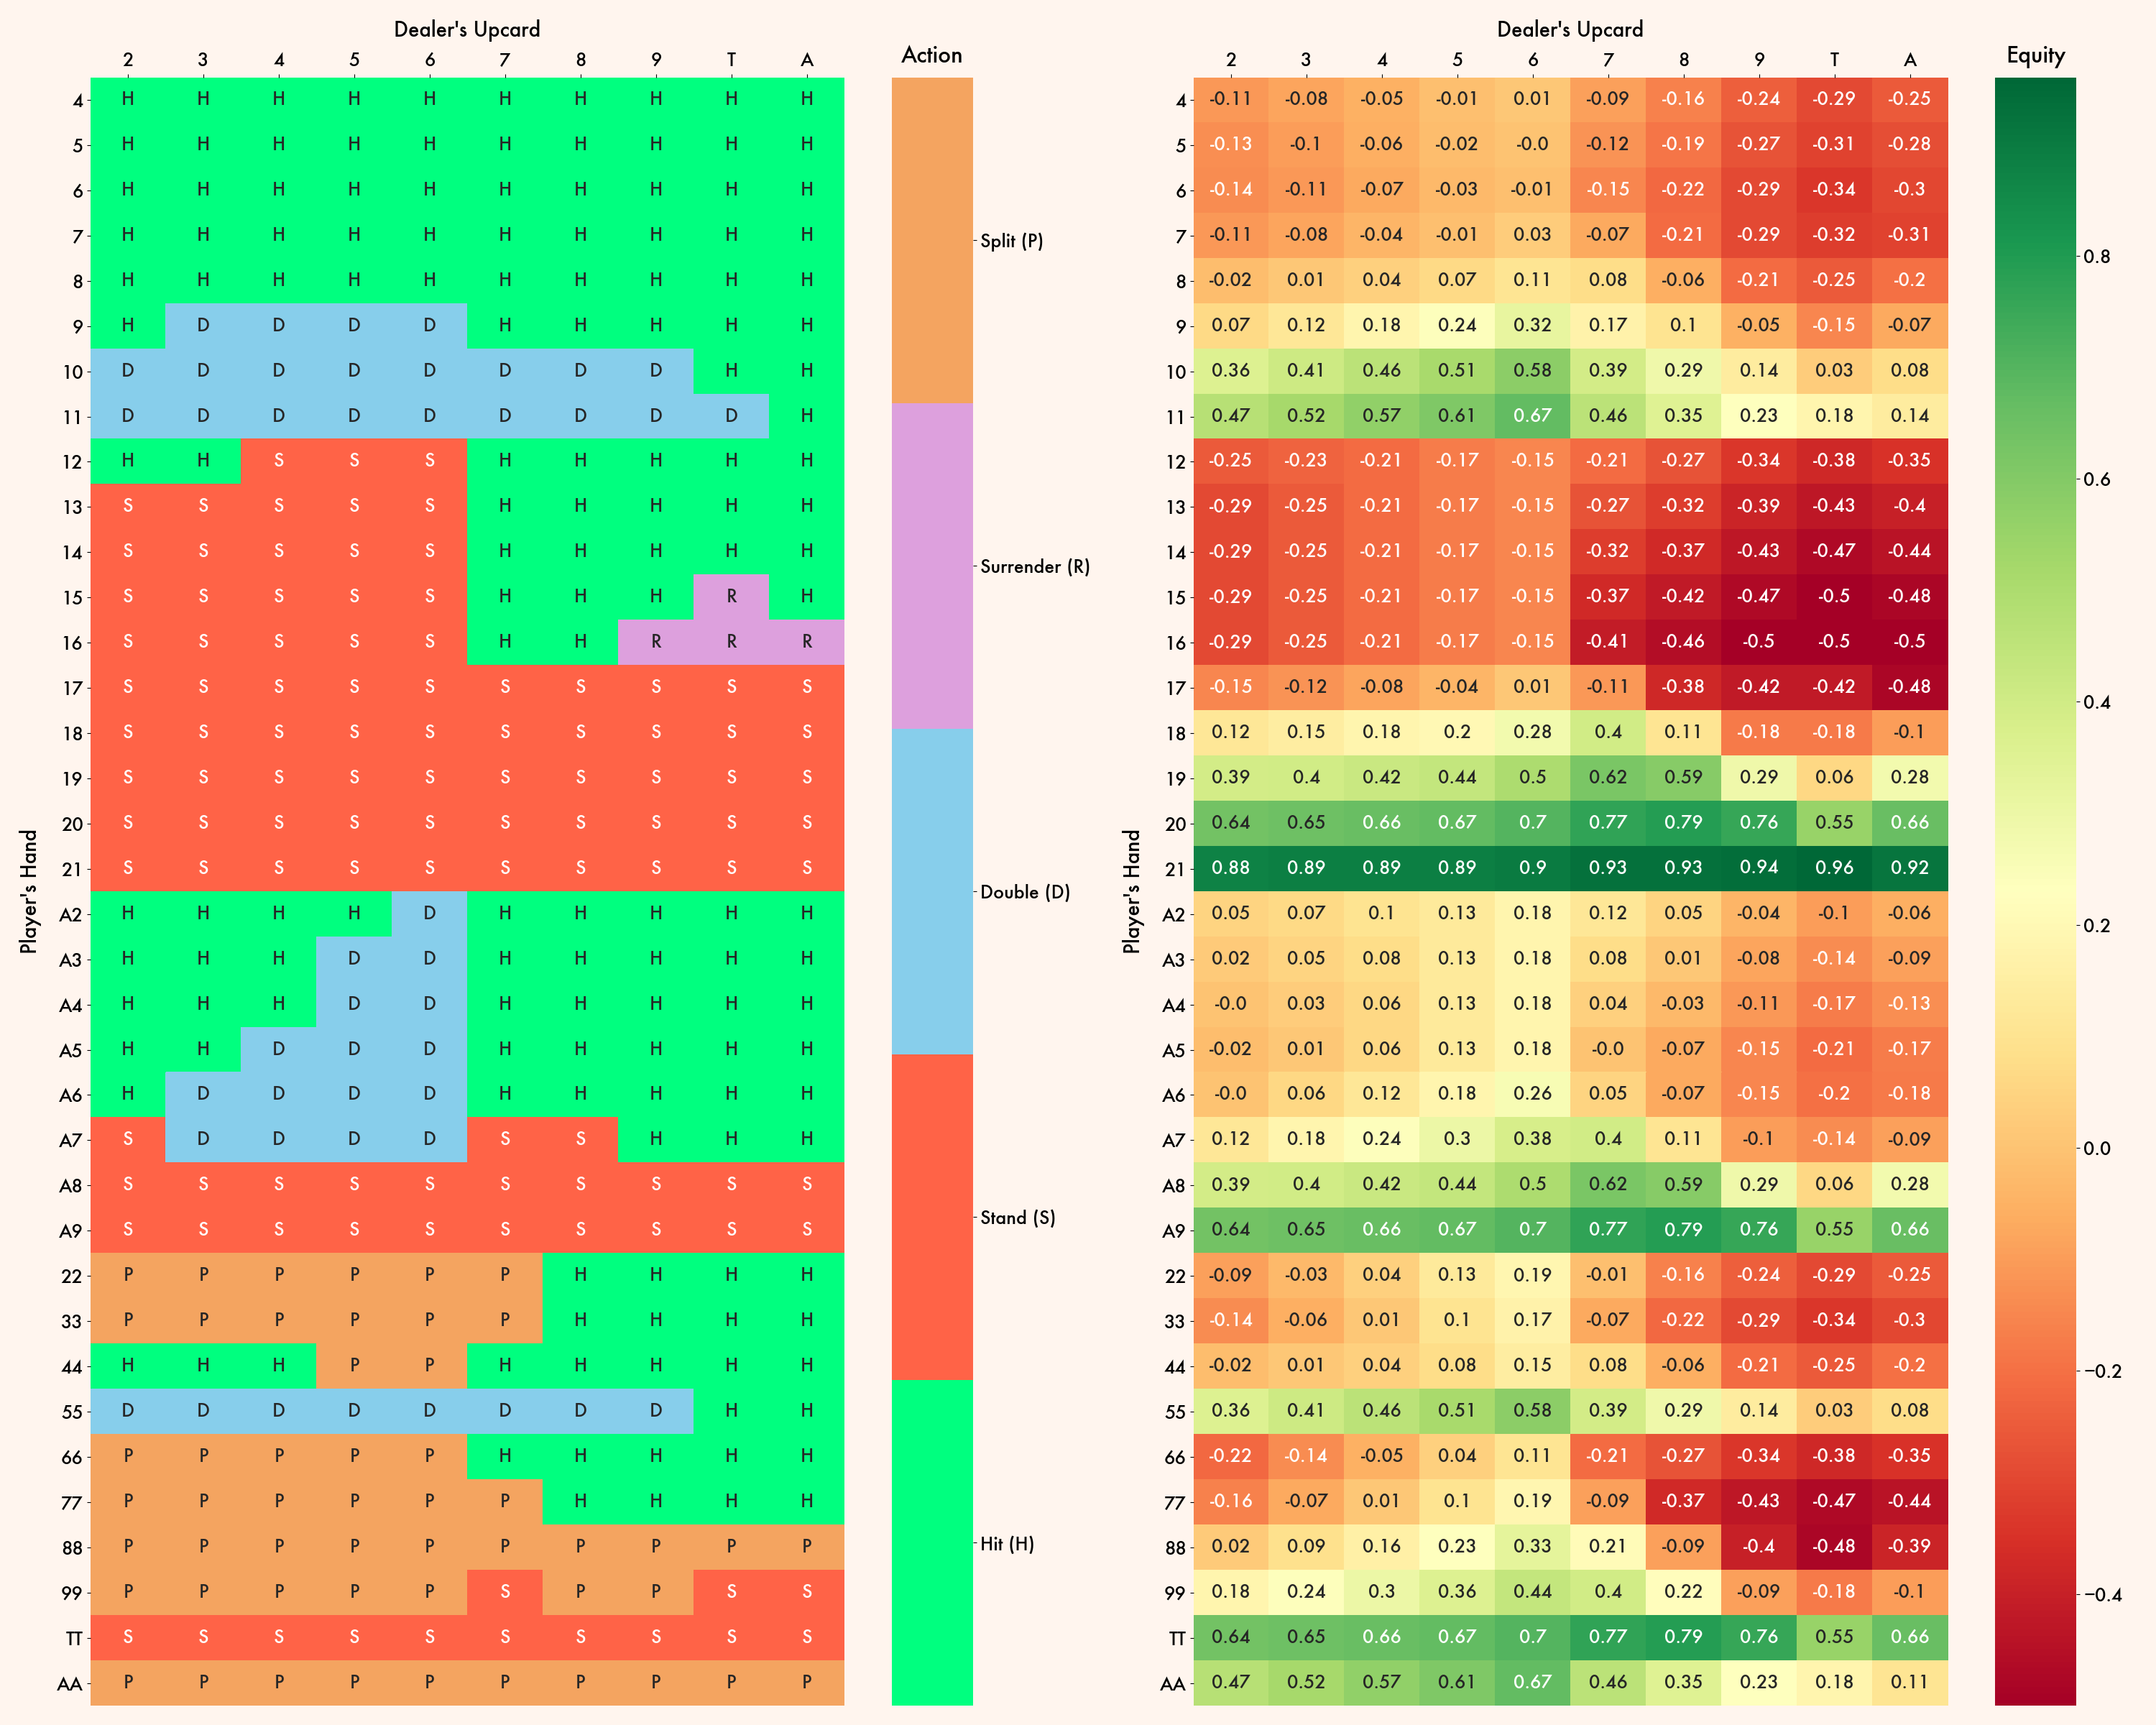 Dealer's Upcard
2 3 4 5 6 7 8 9 T A
Player's Hand
4 H H H H H H H H H H
5 H H H H H H H H H H
6 H H H H H H H H H H
7 H H H H H H H H H H
8 H H H H H H H H H H
9 H D D D D H H H H H
10 D D D D D D D D H H
11 D D D D D D D D D H
12 H H S S S H H H H H
13 S S S S S H H H H H
14 S S S S S H H H H H
15 S S S S S H H H R H
16 S S S S S H H R R R
17 S S S S S S S S S S
18 S S S S S S S S S S
19 S S S S S S S S S S
20 S S S S S S S S S S
21 S S S S S S S S S S
A2 H H H H D H H H H H
A3 H H H D D H H H H H
A4 H H H D D H H H H H
A5 H H D D D H H H H H
A6 H D D D D H H H H H
A7 S D D D D S S H H H
A8 S S S S S S S S S S
A9 S S S S S S S S S S
22 P P P P P P H H H H
33 P P P P P P H H H H
44 H H H P P H H H H H
55 D D D D D D D D H H
66 P P P P P H H H H H
77 P P P P P P H H H H
88 P P P P P P P P P P
99 P P P P P S P P S S
TT S S S S S S S S S S
AA P P P P P P P P P P
Action
Split (P)
Surrender (R)
Double (D)
Stand (S)
Hit (H)
Dealer's Upcard
2 3 4 5 6 7 8 9 T A
Player's Hand
4 -0.11 -0.08 -0.05 -0.01 0.01 -0.09 -0.16 -0.24 -0.29 -0.25
5 -0.13 -0.1 -0.06 -0.02 -0.0 -0.12 -0.19 -0.27 -0.31 -0.28
6 -0.14 -0.11 -0.07 -0.03 -0.01 -0.15 -0.22 -0.29 -0.34 -0.3
7 -0.11 -0.08 -0.04 -0.01 0.03 -0.07 -0.21 -0.29 -0.32 -0.31
8 -0.02 0.01 0.04 0.07 0.11 0.08 -0.06 -0.21 -0.25 -0.2
9 0.07 0.12 0.18 0.24 0.32 0.17 0.1 -0.05 -0.15 -0.07
10 0.36 0.41 0.46 0.51 0.58 0.39 0.29 0.14 0.03 0.08
11 0.47 0.52 0.57 0.61 0.67 0.46 0.35 0.23 0.18 0.14
12 -0.25 -0.23 -0.21 -0.17 -0.15 -0.21 -0.27 -0.34 -0.38 -0.35
13 -0.29 -0.25 -0.21 -0.17 -0.15 -0.27 -0.32 -0.39 -0.43 -0.4
14 -0.29 -0.25 -0.21 -0.17 -0.15 -0.32 -0.37 -0.43 -0.47 -0.44
15 -0.29 -0.25 -0.21 -0.17 -0.15 -0.37 -0.42 -0.47 -0.5 -0.48
16 -0.29 -0.25 -0.21 -0.17 -0.15 -0.41 -0.46 -0.5 -0.5 -0.5
17 -0.15 -0.12 -0.08 -0.04 0.01 -0.11 -0.38 -0.42 -0.42 -0.48
18 0.12 0.15 0.18 0.2 0.28 0.4 0.11 -0.18 -0.18 -0.1
19 0.39 0.4 0.42 0.44 0.5 0.62 0.59 0.29 0.06 0.28
20 0.64 0.65 0.66 0.67 0.7 0.77 0.79 0.76 0.55 0.66
21 0.88 0.89 0.89 0.89 0.9 0.93 0.93 0.94 0.96 0.92
A2 0.05 0.07 0.1 0.13 0.18 0.12 0.05 -0.04 -0.1 -0.06
A3 0.02 0.05 0.08 0.13 0.18 0.08 0.01 -0.08 -0.14 -0.09
A4 -0.0 0.03 0.06 0.13 0.18 0.04 -0.03 -0.11 -0.17 -0.13
A5 -0.02 0.01 0.06 0.13 0.18 -0.0 -0.07 -0.15 -0.21 -0.17
A6 -0.0 0.06 0.12 0.18 0.26 0.05 -0.07 -0.15 -0.2 -0.18
A7 0.12 0.18 0.24 0.3 0.38 0.4 0.11 -0.1 -0.14 -0.09
A8 0.39 0.4 0.42 0.44 0.5 0.62 0.59 0.29 0.06 0.28
A9 0.64 0.65 0.66 0.67 0.7 0.77 0.79 0.76 0.55 0.66
22 -0.09 -0.03 0.04 0.13 0.19 -0.01 -0.16 -0.24 -0.29 -0.25
33 -0.14 -0.06 0.01 0.1 0.17 -0.07 -0.22 -0.29 -0.34 -0.3
44 -0.02 0.01 0.04 0.08 0.15 0.08 -0.06 -0.21 -0.25 -0.2
55 0.36 0.41 0.46 0.51 0.58 0.39 0.29 0.14 0.03 0.08
66 -0.22 -0.14 -0.05 0.04 0.11 -0.21 -0.27 -0.34 -0.38 -0.35
77 -0.16 -0.07 0.01 0.1 0.19 -0.09 -0.37 -0.43 -0.47 -0.44
88 0.02 0.09 0.16 0.23 0.33 0.21 -0.09 -0.4 -0.48 -0.39
99 0.18 0.24 0.3 0.36 0.44 0.4 0.22 -0.09 -0.18 -0.1
TT 0.64 0.65 0.66 0.67 0.7 0.77 0.79 0.76 0.55 0.66
AA 0.47 0.52 0.57 0.61 0.67 0.46 0.35 0.23 0.18 0.11
Equity
0.8
0.6
0.4
0.2
0.0
−0.2
−0.4